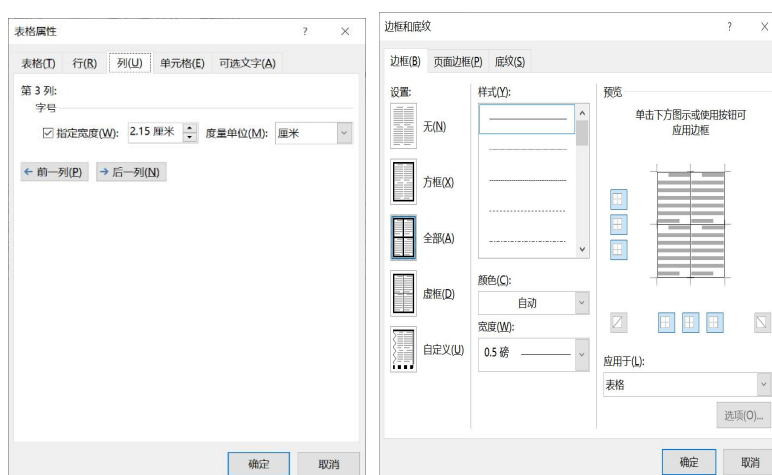 表格属性 ? ×
表格(T) 行(R) 列(U) 单元格(E) 可选文字(A)
第 3 列:
字号
指定宽度(W): 2.15 厘米 度量单位(M): 厘米
前一列(P) 后一列(N)
确定 取消
边框和底纹 ? ×
边框(B) 页面边框(P) 底纹(S)
设置:
无(N)
方框(X)
全部(A)
虚框(D)
自定义(U)
样式(Y):
颜色(C):
自动
宽度(W):
0.5 磅
预览
单击下方图示或使用按钮可
应用边框
应用于(L):
表格
选项(O)...
确定 取消